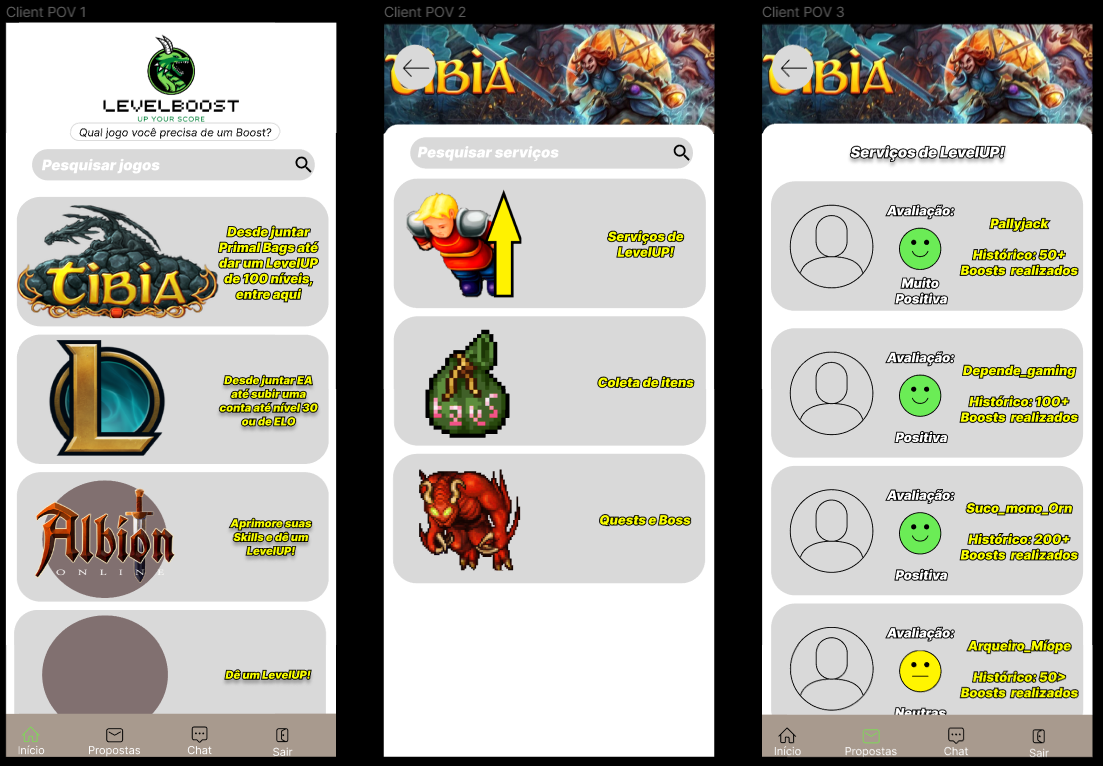 Client POV 1
LEVELBOOST
UP YOUR SCORE
Qual jogo você precisa de um Boost?
Pesquisar jogos
TIBIA
Desde juntar
Primal Bags até
dar um LevelUP
de 100 níveis,
entre aqui
L
Desde juntar EA
até subir uma
conta até nível 30
ou de ELO
Albion
ONLINE
Aprimore suas
Skills e dê um
LevelUP!
Dê um LevelUP!
Início
Propostas
Chat
Sair
Client POV 2
TIBIA
Pesquisar serviços
Serviços de
LevelUP!
Coleta de itens
Quests e Boss
Client POV 3
TIBIA
Serviços de LevelUP!
Avaliação:
Muito
Positiva
Pallyjack
Histórico: 50+
Boosts realizados
Avaliação:
Positiva
Depende_gaming
Histórico: 100+
Boosts realizados
Avaliação:
Positiva
Suco_mono_Orn
Histórico: 200+
Boosts realizados
Avaliação:
Neutras
Arqueiro_Míope
Histórico: 50>
Boosts realizados
Início
Propostas
Chat
Sair